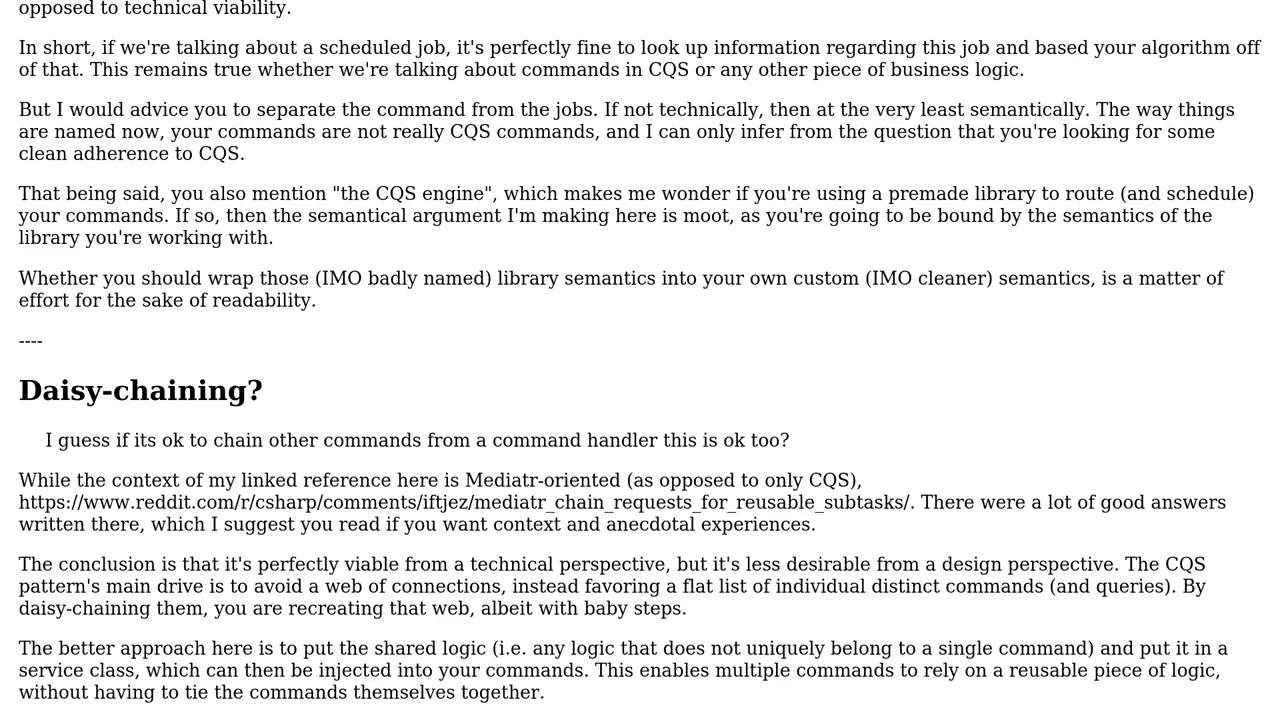 opposed to technical viability.
In short, if we're talking about a scheduled job, it's perfectly fine to look up information regarding this job and based your algorithm off
of that. This remains true whether we're talking about commands in CQS or any other piece of business logic.
But I would advice you to separate the command from the jobs. If not technically, then at the very least semantically. The way things
are named now, your commands are not really CQS commands, and I can only infer from the question that you're looking for some
clean adherence to CQS.
That being said, you also mention "the CQS engine", which makes me wonder if you're using a premade library to route (and schedule)
your commands. If so, then the semantical argument I'm making here is moot, as you're going to be bound by the semantics of the
library you're working with.
Whether you should wrap those (IMO badly named) library semantics into your own custom (IMO cleaner) semantics, is a matter of
effort for the sake of readability.
----
Daisy-chaining?
I guess if its ok to chain other commands from a command handler this is ok too?
While the context of my linked reference here is Mediatr-oriented (as opposed to only CQS),
https://www.reddit.com/r/csharp/comments/iftjez/mediatr_chain_requests_for_reusable_subtasks/. There were a lot of good answers
written there, which I suggest you read if you want context and anecdotal experiences.
The conclusion is that it's perfectly viable from a technical perspective, but it's less desirable from a design perspective. The CQS
pattern's main drive is to avoid a web of connections, instead favoring a flat list of individual distinct commands (and queries). By
daisy-chaining them, you are recreating that web, albeit with baby steps.
The better approach here is to put the shared logic (i.e. any logic that does not uniquely belong to a single command) and put it in a
service class, which can then be injected into your commands. This enables multiple commands to rely on a reusable piece of logic,
without having to tie the commands themselves together.